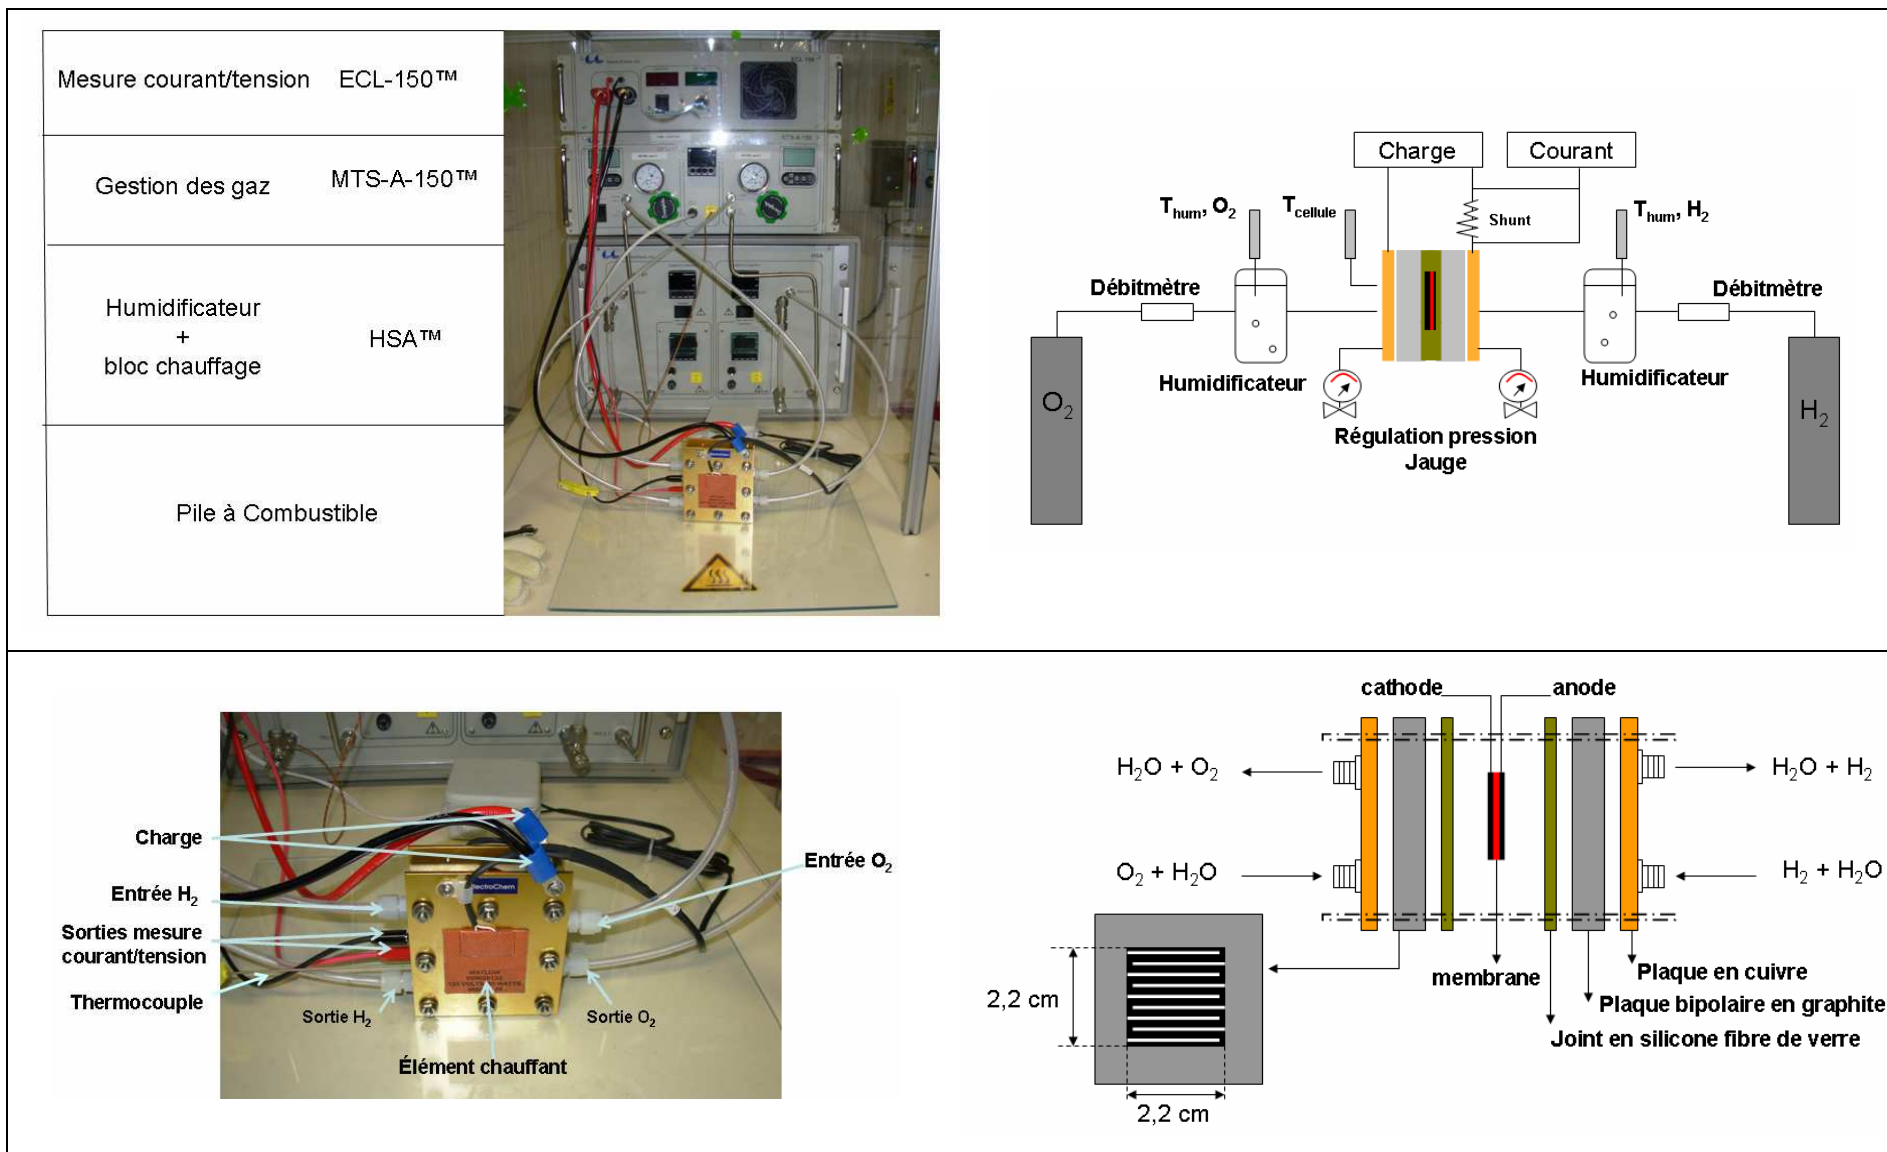 Mesure courant/tension ECL-150™
Gestion des gaz MTS-A-150™
Humidificateur
+
bloc chauffage
HSA™
Pile à Combustible
Charge
Courant
Shunt
T_hum, O₂
T_cellule
T_hum, H₂
Débitmètre
Débitmètre
Humidificateur
Humidificateur
O₂
H₂
Régulation pression
Jauge
Charge
Entrée H₂
Sorties mesure
courant/tension
Thermocouple
Sortie H₂
Élément chauffant
Sortie O₂
Entrée O₂
ElectroChem
cathode
anode
H₂O + O₂
H₂O + H₂
O₂ + H₂O
H₂ + H₂O
membrane
Plaque en cuivre
Plaque bipolaire en graphite
Joint en silicone fibre de verre
2,2 cm
2,2 cm